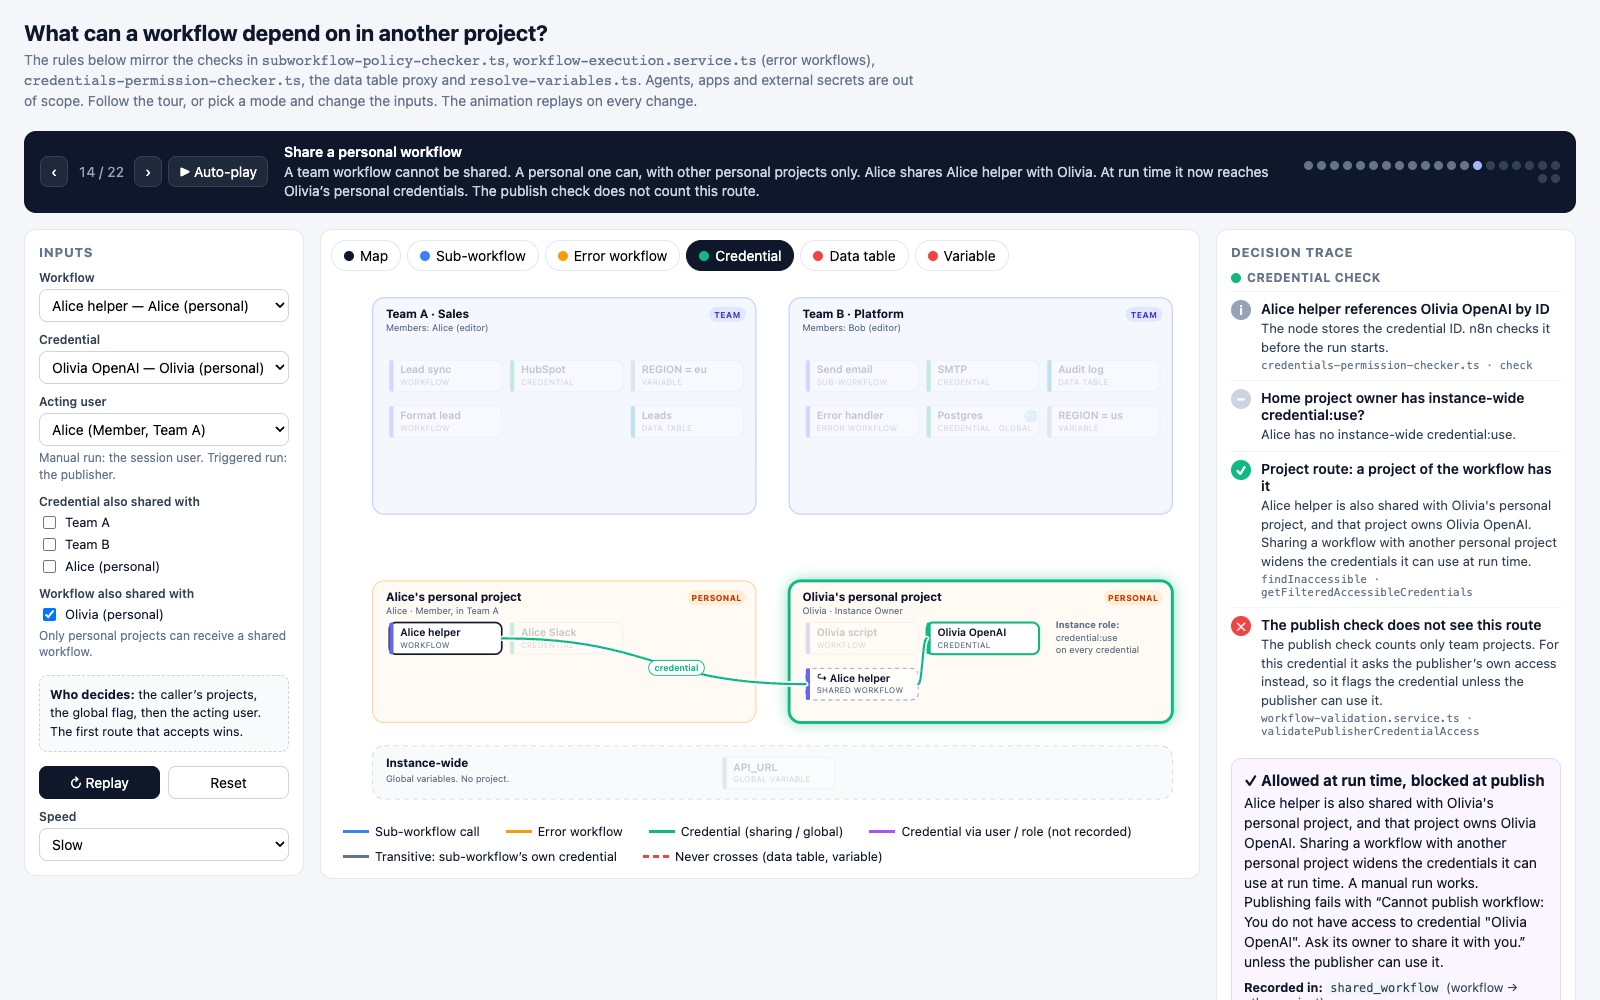 What can a workflow depend on in another project?
The rules below mirror the checks in subworkflow-policy-checker.ts, workflow-execution.service.ts (error workflows),
credentials-permission-checker.ts, the data table proxy and resolve-variables.ts. Agents, apps and external secrets are out
of scope. Follow the tour, or pick a mode and change the inputs. The animation replays on every change.
‹ 14 / 22 › ▶ Auto-play
Share a personal workflow
A team workflow cannot be shared. A personal one can, with other personal projects only. Alice shares Alice helper with Olivia. At run time it now reaches
Olivia’s personal credentials. The publish check does not count this route.
INPUTS
Workflow
Alice helper — Alice (personal)
Credential
Olivia OpenAI — Olivia (personal)
Acting user
Alice (Member, Team A)
Manual run: the session user. Triggered run:
the publisher.
Credential also shared with
Team A
Team B
Alice (personal)
Workflow also shared with
Olivia (personal)
Only personal projects can receive a shared
workflow.
Who decides: the caller’s projects,
the global flag, then the acting user.
The first route that accepts wins.
↻ Replay
Reset
Speed
Slow
Map
Sub-workflow
Error workflow
Credential
Data table
Variable
Team A · Sales
TEAM
Members: Alice (editor)
Lead sync
WORKFLOW
HubSpot
CREDENTIAL
REGION = eu
VARIABLE
Format lead
WORKFLOW
Leads
DATA TABLE
Team B · Platform
TEAM
Members: Bob (editor)
Send email
SUB-WORKFLOW
SMTP
CREDENTIAL
Audit log
DATA TABLE
Error handler
ERROR WORKFLOW
Postgres
CREDENTIAL · GLOBAL
REGION = us
VARIABLE
Alice's personal project
PERSONAL
Alice · Member, in Team A
Alice helper
WORKFLOW
Alice Slack
CREDENTIAL
credential
Olivia's personal project
PERSONAL
Olivia · Instance Owner
Olivia script
WORKFLOW
Olivia OpenAI
CREDENTIAL
Instance role:
credential:use
on every credential
↪ Alice helper
SHARED WORKFLOW
Instance-wide
Global variables. No project.
API_URL
GLOBAL VARIABLE
Sub-workflow call
Error workflow
Credential (sharing / global)
Credential via user / role (not recorded)
Transitive: sub-workflow’s own credential
Never crosses (data table, variable)
DECISION TRACE
CREDENTIAL CHECK
Alice helper references Olivia OpenAI by ID
The node stores the credential ID. n8n checks it
before the run starts.
credentials-permission-checker.ts · check
Home project owner has instance-wide
credential:use?
Alice has no instance-wide credential:use.
Project route: a project of the workflow has
it
Alice helper is also shared with Olivia's personal
project, and that project owns Olivia OpenAI.
Sharing a workflow with another personal project
widens the credentials it can use at run time.
findInaccessible ·
getFilteredAccessibleCredentials
The publish check does not see this route
The publish check counts only team projects. For
this credential it asks the publisher’s own access
instead, so it flags the credential unless the
publisher can use it.
workflow-validation.service.ts ·
validatePublisherCredentialAccess
✓ Allowed at run time, blocked at publish
Alice helper is also shared with Olivia's
personal project, and that project owns Olivia
OpenAI. Sharing a workflow with another
personal project widens the credentials it can
use at run time. A manual run works.
Publishing fails with “Cannot publish workflow:
You do not have access to credential "Olivia
OpenAI". Ask its owner to share it with you.”
unless the publisher can use it.
Recorded in: shared_workflow (workflow →